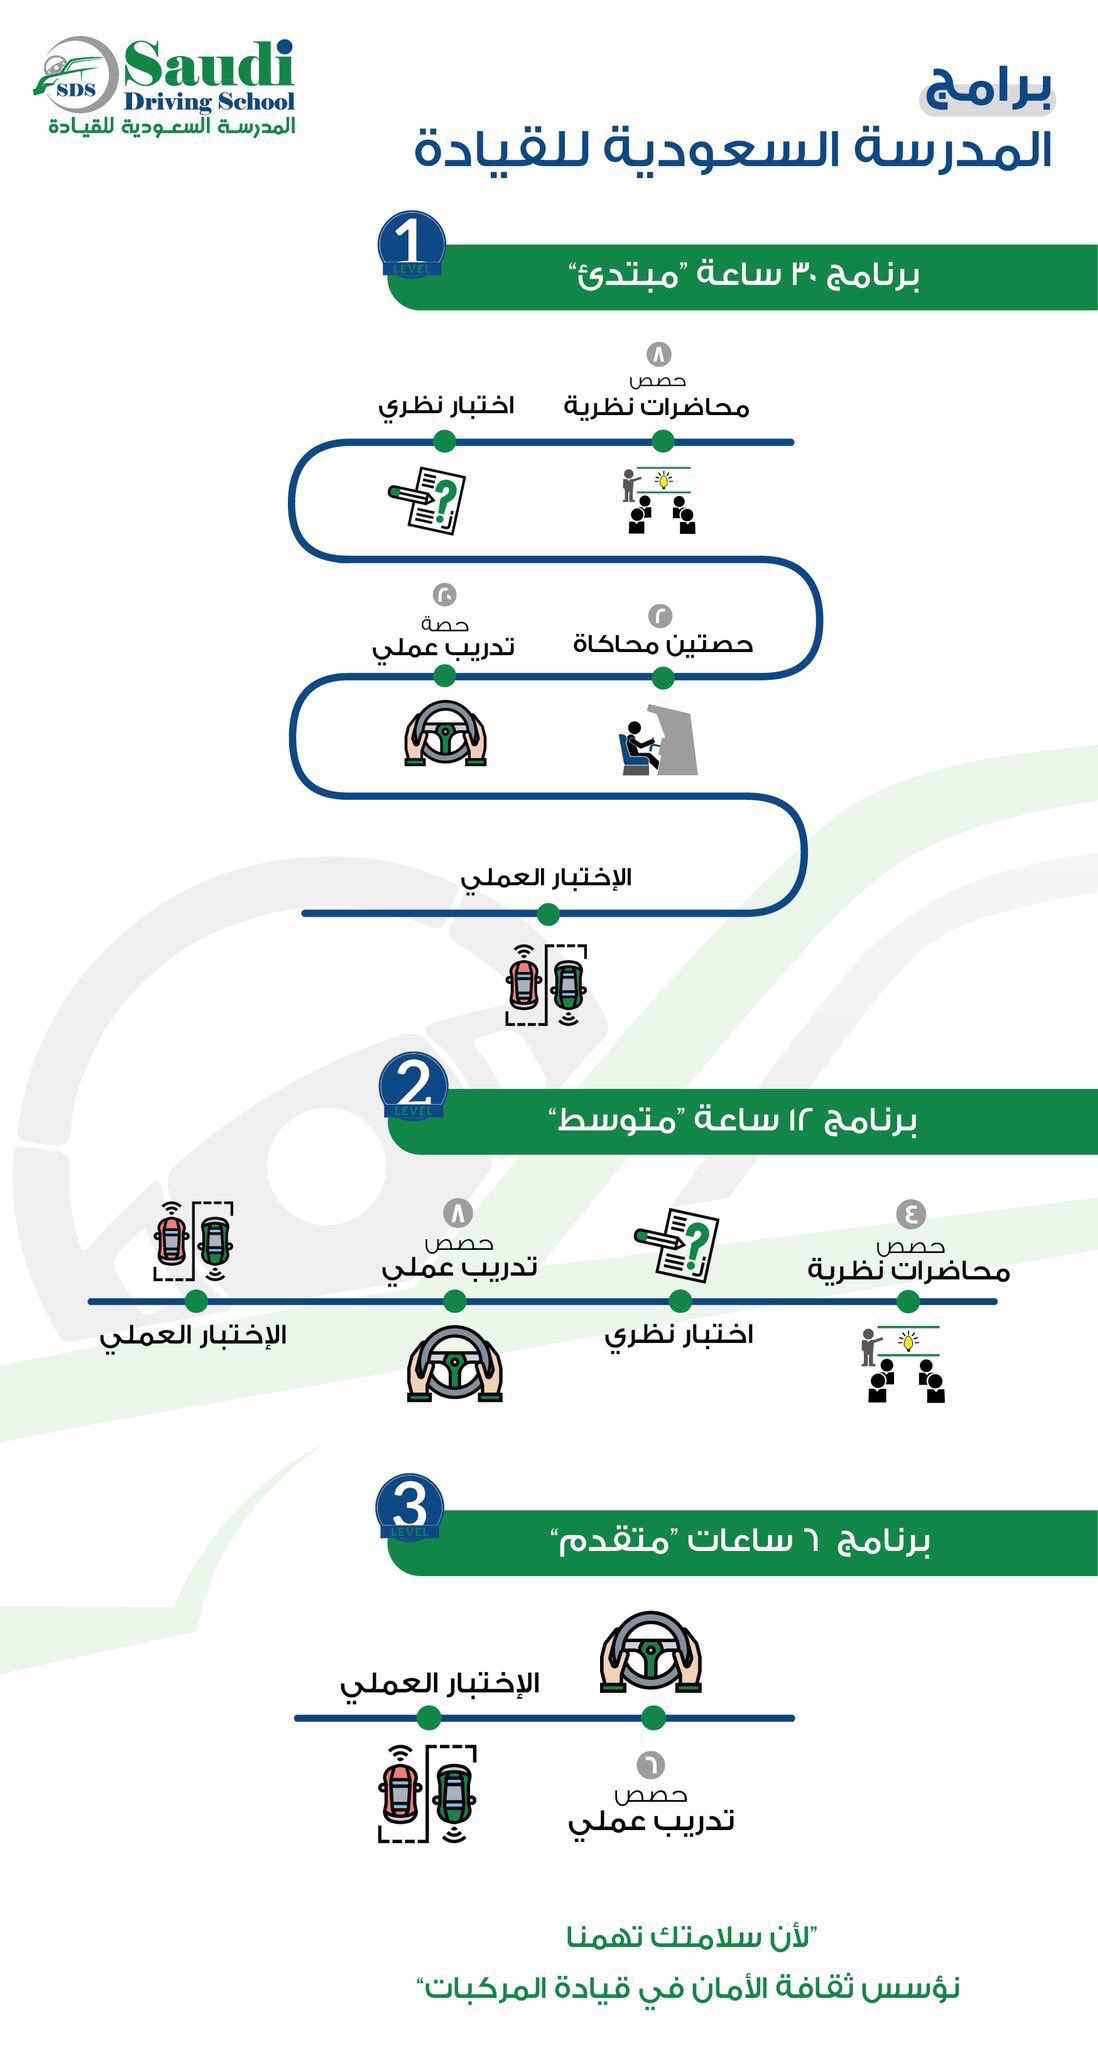 Saudi
Driving School
SDS
المدرسة السعودية للقيادة
برامج
المدرسة السعودية للقيادة
1
LEVEL
برنامج ٣٠ ساعة "مبتدئ"
٨
حصص
محاضرات نظرية
اختبار نظري
٢
حصتين محاكاة
٢٠
حصة
تدريب عملي
الإختبار العملي
2
LEVEL
برنامج ١٢ ساعة "متوسط"
٤
حصص
محاضرات نظرية
اختبار نظري
٨
حصص
تدريب عملي
الإختبار العملي
3
LEVEL
برنامج ٦ ساعات "متقدم"
٦
حصص
تدريب عملي
الإختبار العملي
"لأن سلامتك تهمنا
نؤسس ثقافة الأمان في قيادة المركبات"